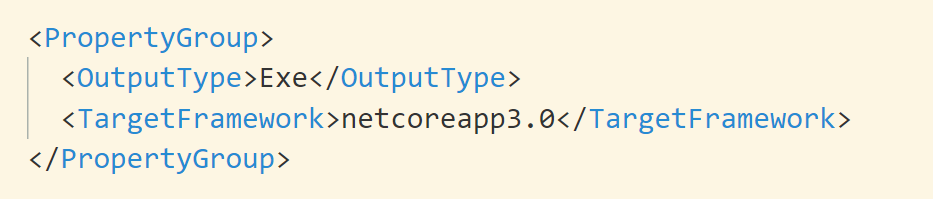 <PropertyGroup>
<OutputType>Exe</OutputType>
<TargetFramework>netcoreapp3.0</TargetFramework>
</PropertyGroup>